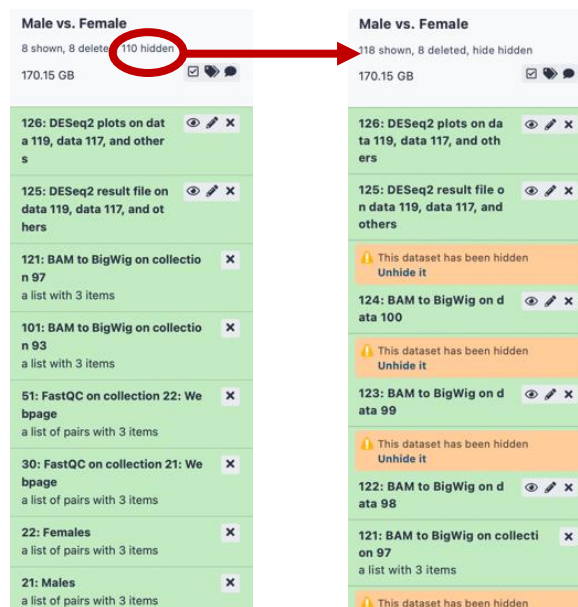 Male vs. Female
8 shown, 8 delete 110 hidden
170.15 GB
126: DESeq2 plots on dat
a 119, data 117, and other
s
125: DESeq2 result file on
data 119, data 117, and ot
hers
121: BAM to BigWig on collectio
n 97
a list with 3 items
101: BAM to BigWig on collectio
n 93
a list with 3 items
51: FastQC on collection 22: We
bpage
a list of pairs with 3 items
30: FastQC on collection 21: We
bpage
a list of pairs with 3 items
22: Females
a list of pairs with 3 items
21: Males
a list of pairs with 3 items
Male vs. Female
118 shown, 8 deleted, hide hidden
170.15 GB
126: DESeq2 plots on da
ta 119, data 117, and oth
ers
125: DESeq2 result file o
n data 119, data 117, and
others
This dataset has been hidden
Unhide it
124: BAM to BigWig on d
ata 100
This dataset has been hidden
Unhide it
123: BAM to BigWig on d
ata 99
This dataset has been hidden
Unhide it
122: BAM to BigWig on d
ata 98
121: BAM to BigWig on collecti
on 97
a list with 3 items
This dataset has been hidden